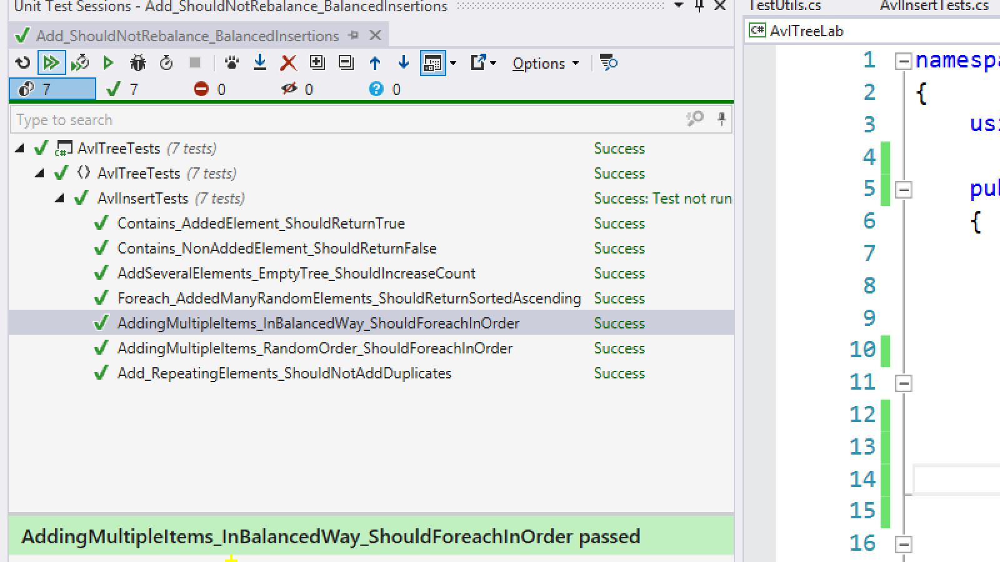 Unit Test Sessions - Add_ShouldNotRebalance_BalancedInsertions
Add_ShouldNotRebalance_BalancedInsertions
Options
7 7 0 0 0
Type to search
AvlTreeTests (7 tests) Success
AvlTreeTests (7 tests) Success
AvlInsertTests (7 tests) Success: Test not run
Contains_AddedElement_ShouldReturnTrue Success
Contains_NonAddedElement_ShouldReturnFalse Success
AddSeveralElements_EmptyTree_ShouldIncreaseCount Success
Foreach_AddedManyRandomElements_ShouldReturnSortedAscending Success
AddingMultipleItems_InBalancedWay_ShouldForeachInOrder Success
AddingMultipleItems_RandomOrder_ShouldForeachInOrder Success
Add_RepeatingElements_ShouldNotAddDuplicates Success
AddingMultipleItems_InBalancedWay_ShouldForeachInOrder passed
TestUtils.cs AvlInsertTests.cs
C# AvlTreeLab
1 namesp
2 {
3 us
4
5 pu
6 {
7
8
9
10
11
12
13
14
15
16